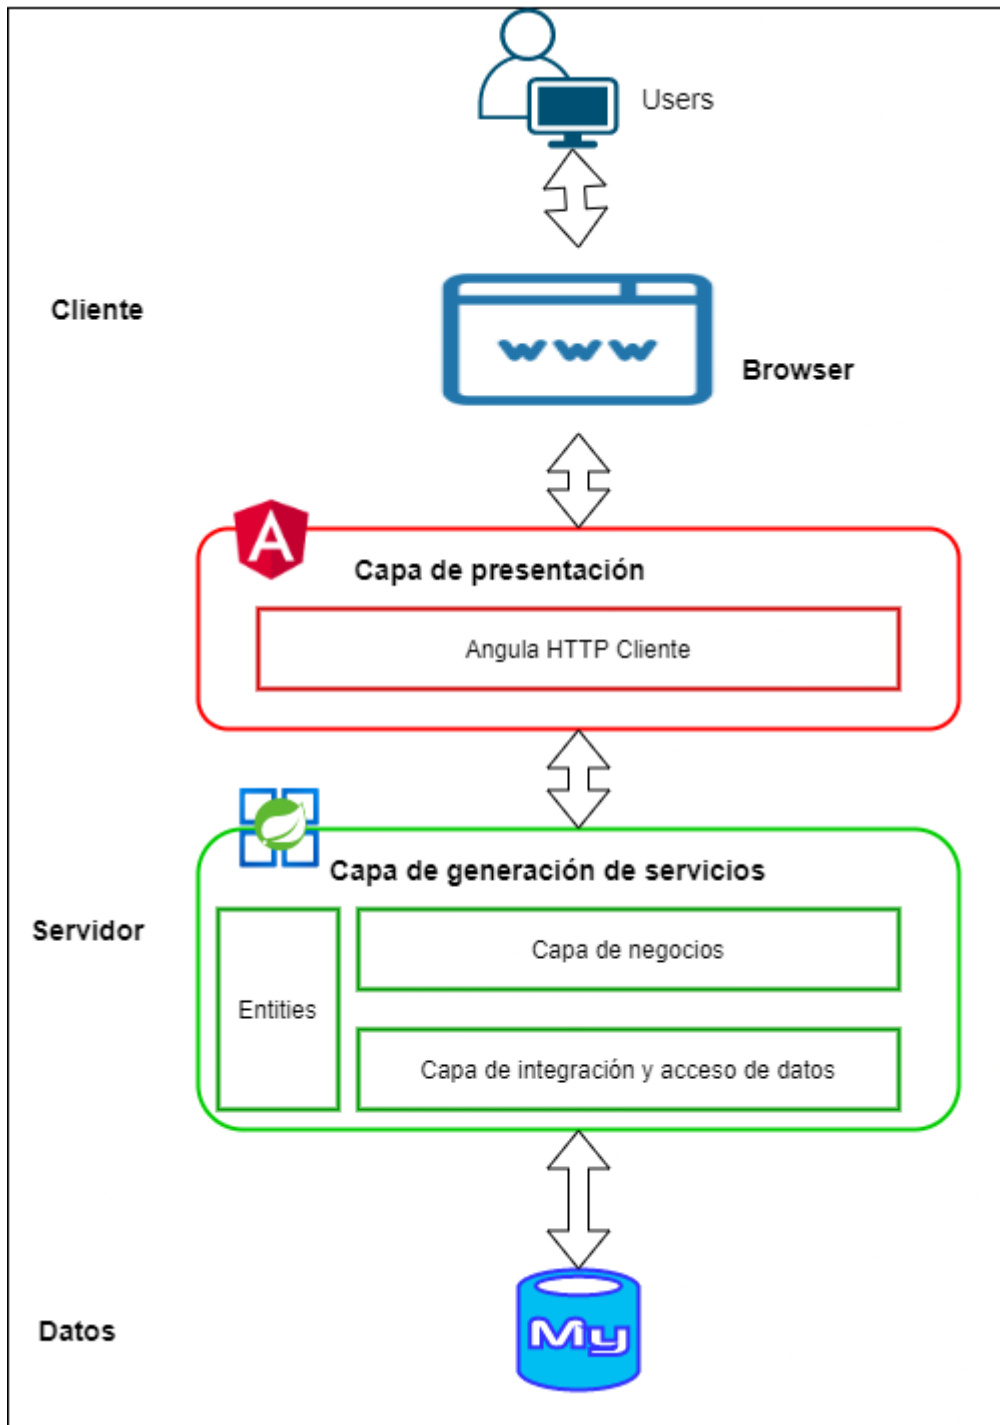 Users
Cliente
www
Browser
A
Capa de presentación
Angula HTTP Cliente
Capa de generación de servicios
Servidor
Capa de negocios
Entities
Capa de integración y acceso de datos
Datos
My